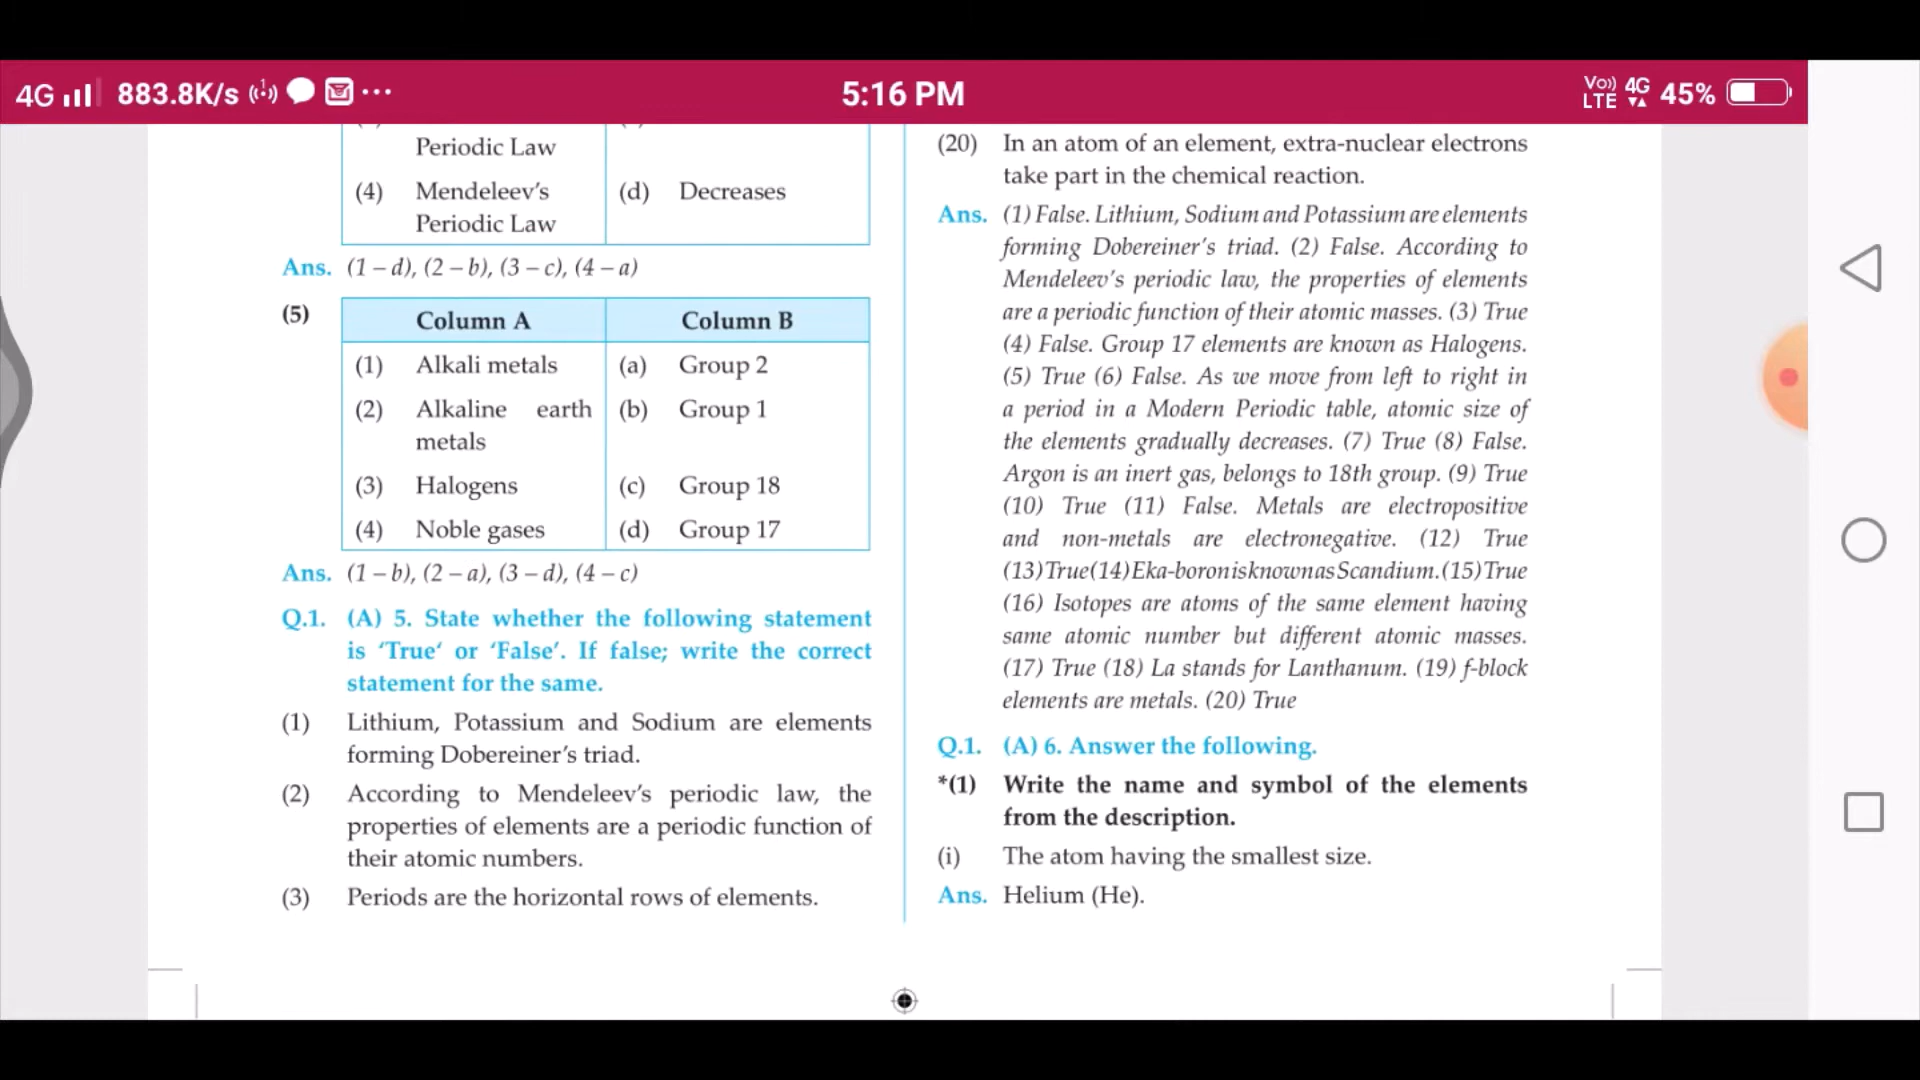 4G 883.8K/s 5:16 PM Vo)) LTE 4G 45%
Periodic Law
(4) Mendeleev's (d) Decreases
Periodic Law
Ans. (1 – d), (2 – b), (3 – c), (4 – a)
(5) Column A Column B
(1) Alkali metals (a) Group 2
(2) Alkaline earth (b) Group 1
metals
(3) Halogens (c) Group 18
(4) Noble gases (d) Group 17
Ans. (1 – b), (2 – a), (3 – d), (4 – c)
Q.1. (A) 5. State whether the following statement
is 'True' or 'False'. If false; write the correct
statement for the same.
(1) Lithium, Potassium and Sodium are elements
forming Dobereiner's triad.
(2) According to Mendeleev's periodic law, the
properties of elements are a periodic function of
their atomic numbers.
(3) Periods are the horizontal rows of elements.
(20) In an atom of an element, extra-nuclear electrons
take part in the chemical reaction.
Ans. (1) False. Lithium, Sodium and Potassium are elements
forming Dobereiner's triad. (2) False. According to
Mendeleev's periodic law, the properties of elements
are a periodic function of their atomic masses. (3) True
(4) False. Group 17 elements are known as Halogens.
(5) True (6) False. As we move from left to right in
a period in a Modern Periodic table, atomic size of
the elements gradually decreases. (7) True (8) False.
Argon is an inert gas, belongs to 18th group. (9) True
(10) True (11) False. Metals are electropositive
and non-metals are electronegative. (12) True
(13) True (14) Eka-boron is known as Scandium. (15) True
(16) Isotopes are atoms of the same element having
same atomic number but different atomic masses.
(17) True (18) La stands for Lanthanum. (19) f-block
elements are metals. (20) True
Q.1. (A) 6. Answer the following.
*(1) Write the name and symbol of the elements
from the description.
(i) The atom having the smallest size.
Ans. Helium (He).